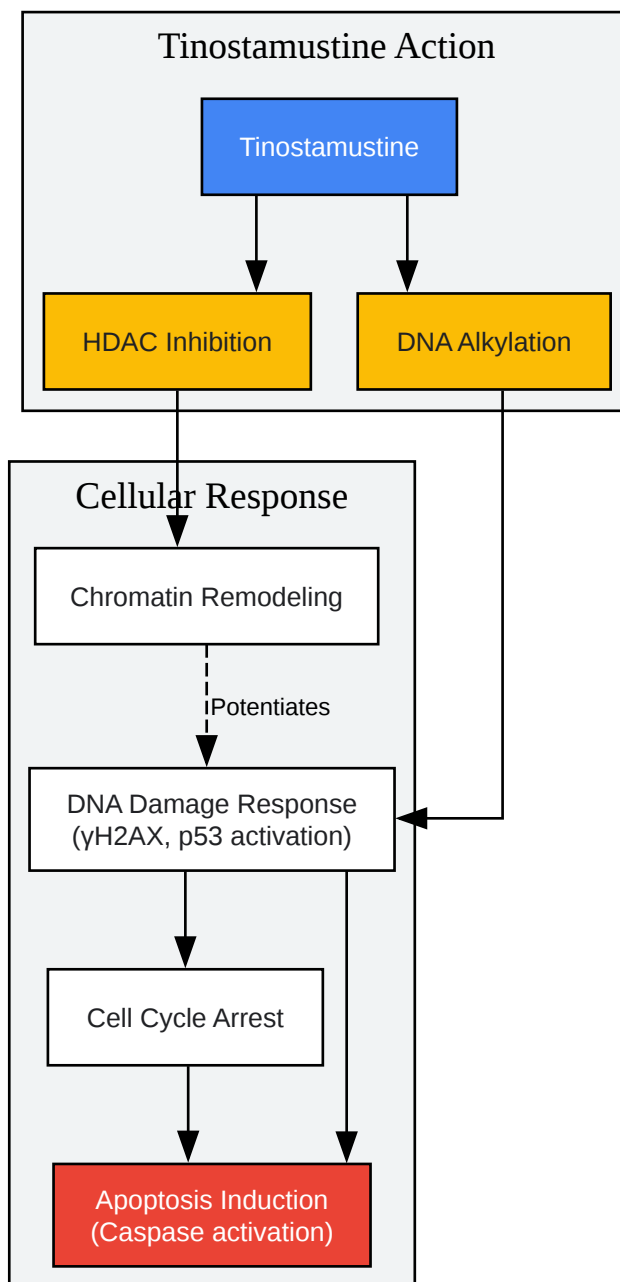 Tinostamustine Action
Tinostamustine
HDAC Inhibition
DNA Alkylation
Cellular Response
Chromatin Remodeling
Potentiates
DNA Damage Response
(γH2AX, p53 activation)
Cell Cycle Arrest
Apoptosis Induction
(Caspase activation)